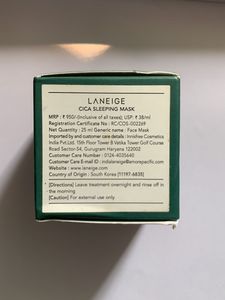 LANEIGE
CICA SLEEPING MASK
MRP : ₹ 950/-(Inclusive of all taxes); USP : ₹ 38/ml
Registration Certificate No : RC/COS-002269
Net Quantity : 25 ml Generic name : Face Mask
Imported by and customer care details : Innisfree Cosmetics
India Pvt.Ltd. 15th Floor Tower B Vatika Tower Golf Course
Road Sector-54, Gurugram Haryana 122002
Customer Care Number : 0124-4035640
Customer Care E-mail ID : indialaneige@amorepacific.com
Website : www.laneige.com
Country of Origin : South Korea [11197-6835]
[Directions] Leave treatment overnight and rinse off in
the morning
[Caution] For external use only